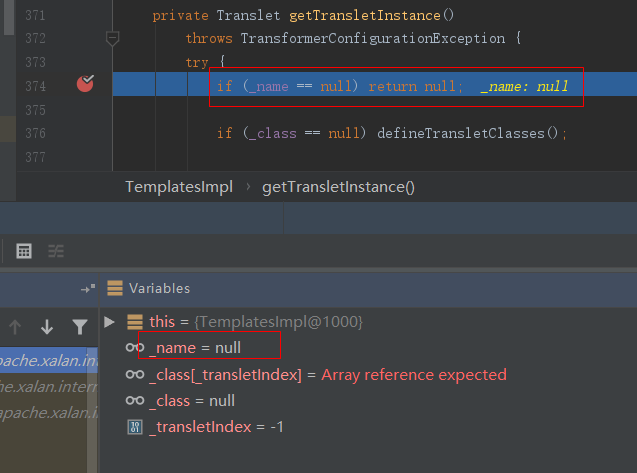 371 private Translet getTransletInstance()
372 throws TransformerConfigurationException {
373 try {
374 if (_name == null) return null; _name: null
375
376 if (_class == null) defineTransletClasses();
377
TemplatesImpl › getTransletInstance()
Variables
this = {TemplatesImpl@1000}
_name = null
pache.xalan.in
_class[_transletIndex] = Array reference expected
che.xalan.intern
_class = null
apache.xalan.i
_transletIndex = -1